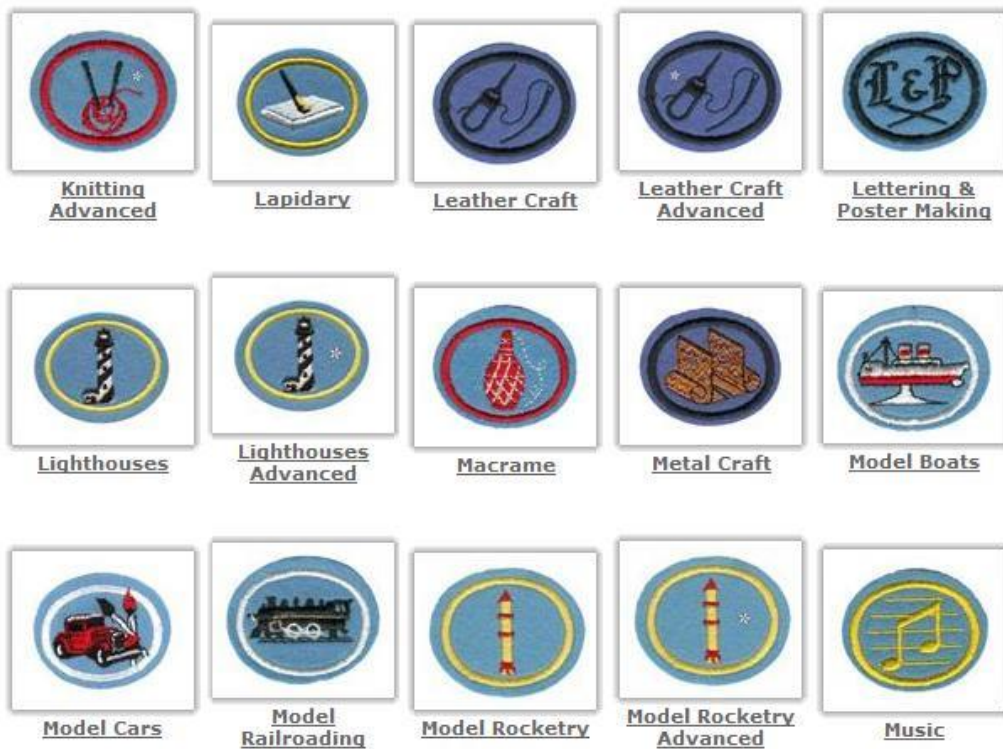 L & P
Knitting
Advanced
Lapidary
Leather Craft
Leather Craft
Advanced
Lettering &
Poster Making
Lighthouses
Lighthouses
Advanced
Macrame
Metal Craft
Model Boats
Model Cars
Model
Railroading
Model Rocketry
Model Rocketry
Advanced
Music